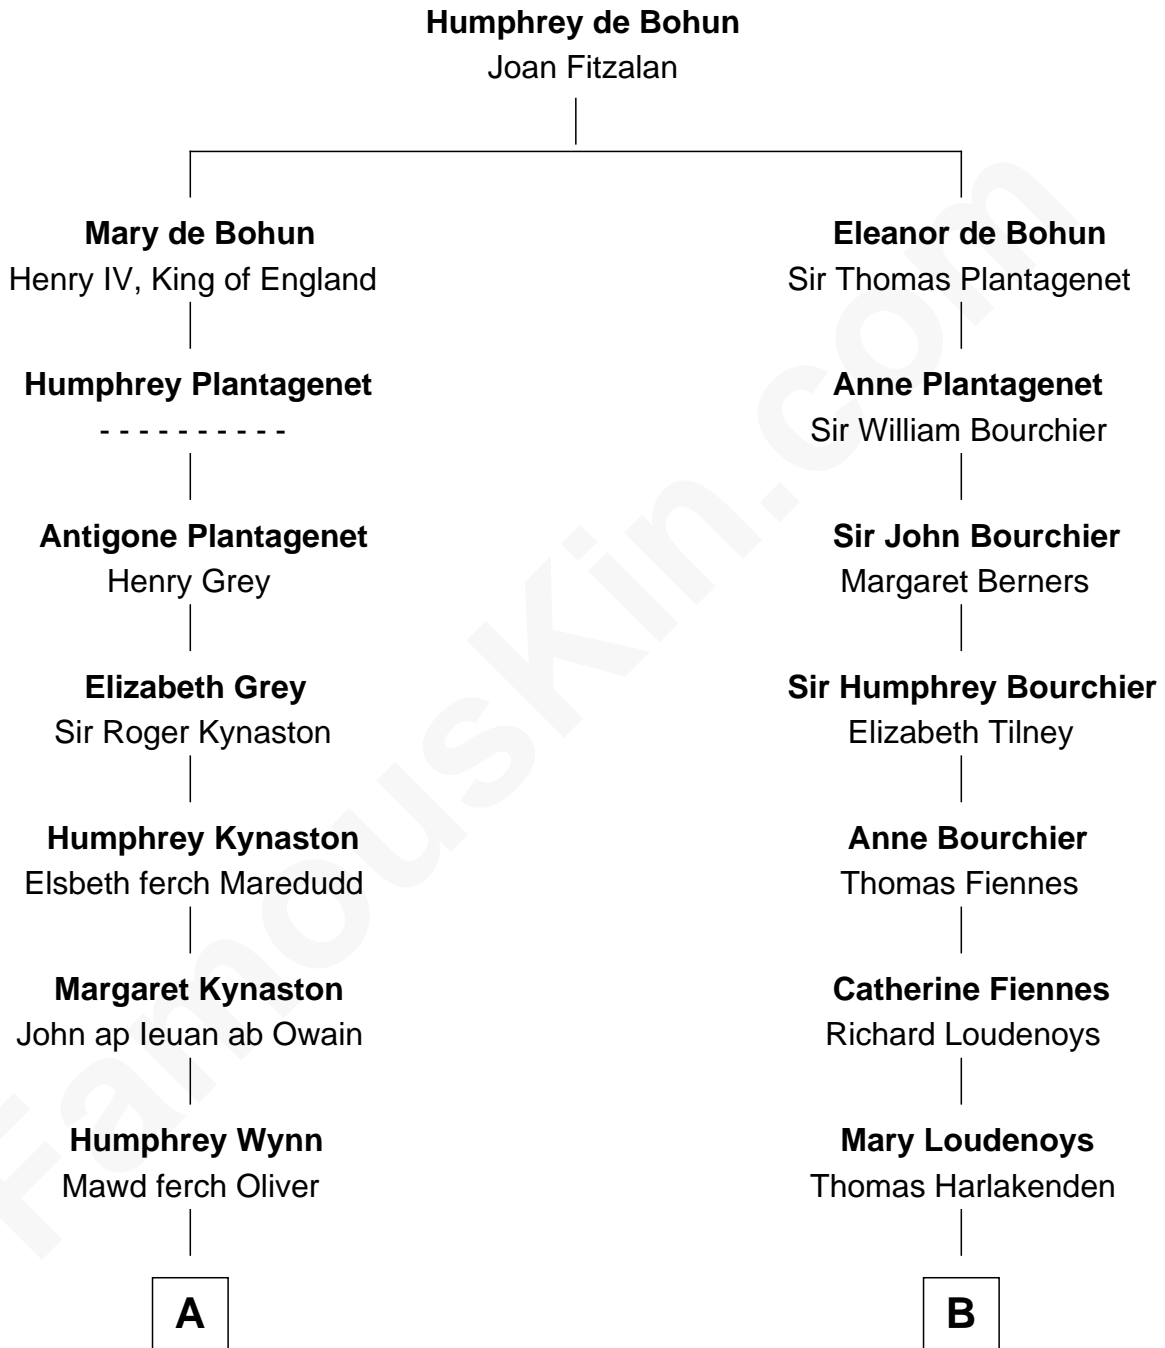 Humphrey de Bohun
Joan Fitzalan
Mary de Bohun
Henry IV, King of England
Humphrey Plantagenet
- - - - - - - - - -
Antigone Plantagenet
Henry Grey
Elizabeth Grey
Sir Roger Kynaston
Humphrey Kynaston
Elsbeth ferch Maredudd
Margaret Kynaston
John ap Ieuan ab Owain
Humphrey Wynn
Mawd ferch Oliver
A
Eleanor de Bohun
Sir Thomas Plantagenet
Anne Plantagenet
Sir William Bourchier
Sir John Bourchier
Margaret Berners
Sir Humphrey Bourchier
Elizabeth Tilney
Anne Bourchier
Thomas Fiennes
Catherine Fiennes
Richard Loudenoys
Mary Loudenoys
Thomas Harlakenden
B
FamousKin.com